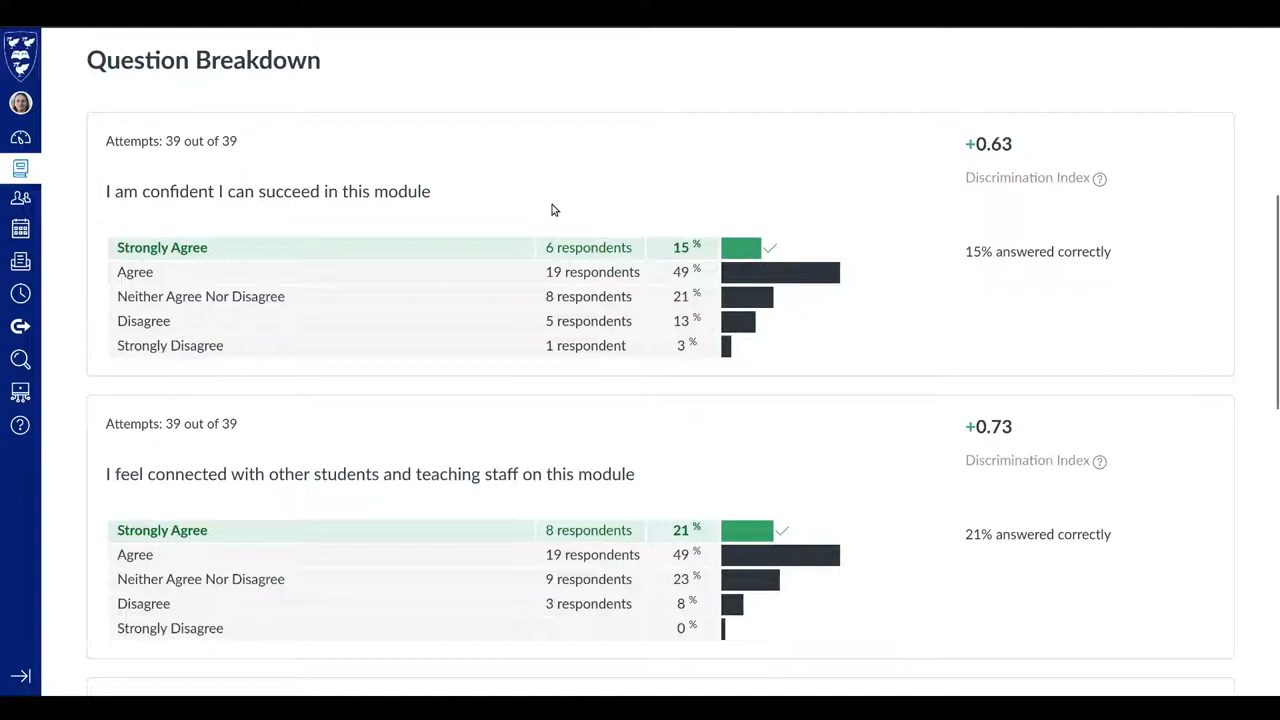 Question Breakdown
Attempts: 39 out of 39
+0.63
Discrimination Index
I am confident I can succeed in this module
Strongly Agree 6 respondents 15 %
15% answered correctly
Agree 19 respondents 49 %
Neither Agree Nor Disagree 8 respondents 21 %
Disagree 5 respondents 13 %
Strongly Disagree 1 respondent 3 %
Attempts: 39 out of 39
+0.73
Discrimination Index
I feel connected with other students and teaching staff on this module
Strongly Agree 8 respondents 21 %
21% answered correctly
Agree 19 respondents 49 %
Neither Agree Nor Disagree 9 respondents 23 %
Disagree 3 respondents 8 %
Strongly Disagree 0 %